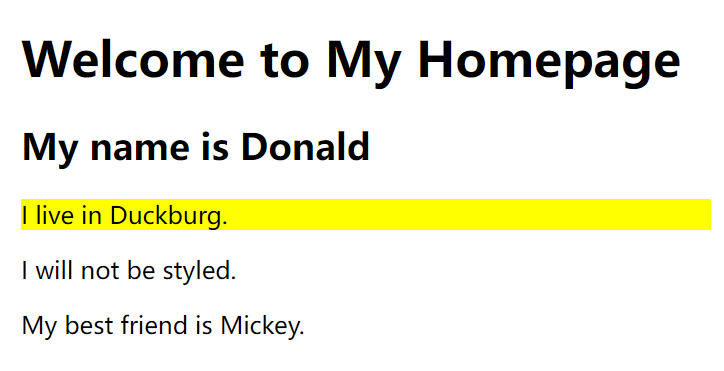 Welcome to My Homepage
My name is Donald
I live in Duckburg.
I will not be styled.
My best friend is Mickey.